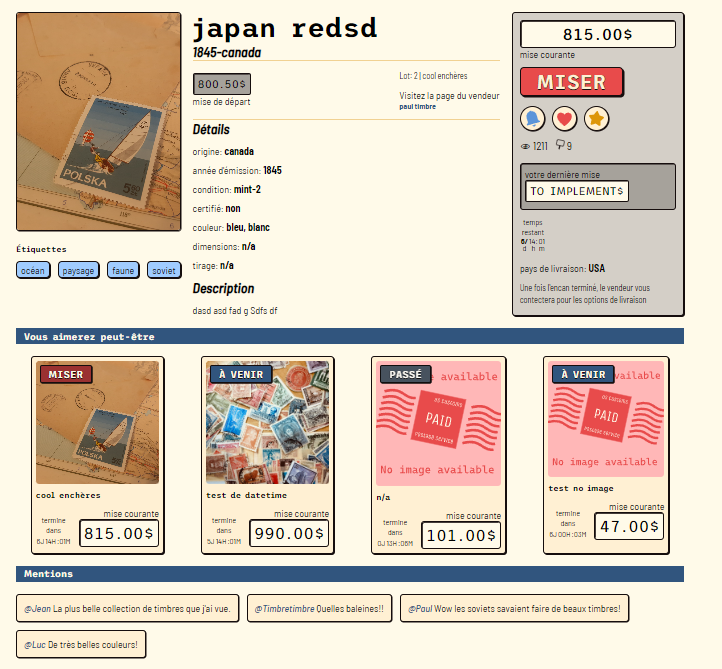 japan redsd
1845-canada
800.50$
mise de départ
Lot: 2 | cool enchères
Visitez la page du vendeur
paul timbre
815.00$
mise courante
MISER
1211 9
votre dernière mise
TO IMPLEMENT$
temps
restant
6/ 14: 01
d h m
pays de livraison: USA
Une fois l'encan terminé, le vendeur vous
contectera pour les options de livraison
POLSKA
Étiquettes
océan paysage faune soviet
Détails
origine: canada
année d'émission: 1845
condition: mint-2
certifié: non
couleur: bleu, blanc
dimensions: n/a
tirage: n/a
Description
dasd asd fad g Sdfs df
Vous aimerez peut-être
MISER
POLSKA
cool enchères
mise courante
termine
dans
6J 14H :01M
815.00$
À VENIR
test de datetime
mise courante
termine
dans
5J 14H :01M
990.00$
PASSÉ
available
PAID
No image available
n/a
mise courante
termine
dans
0J 13H :06M
101.00$
À VENIR
available
PAID
No image available
test no image
mise courante
termine
dans
6J 00H :03M
47.00$
Mentions
@Jean La plus belle collection de timbres que j'ai vue.
@Timbretimbre Quelles baleines!!
@Paul Wow les soviets savaient faire de beaux timbres!
@Luc De très belles couleurs!